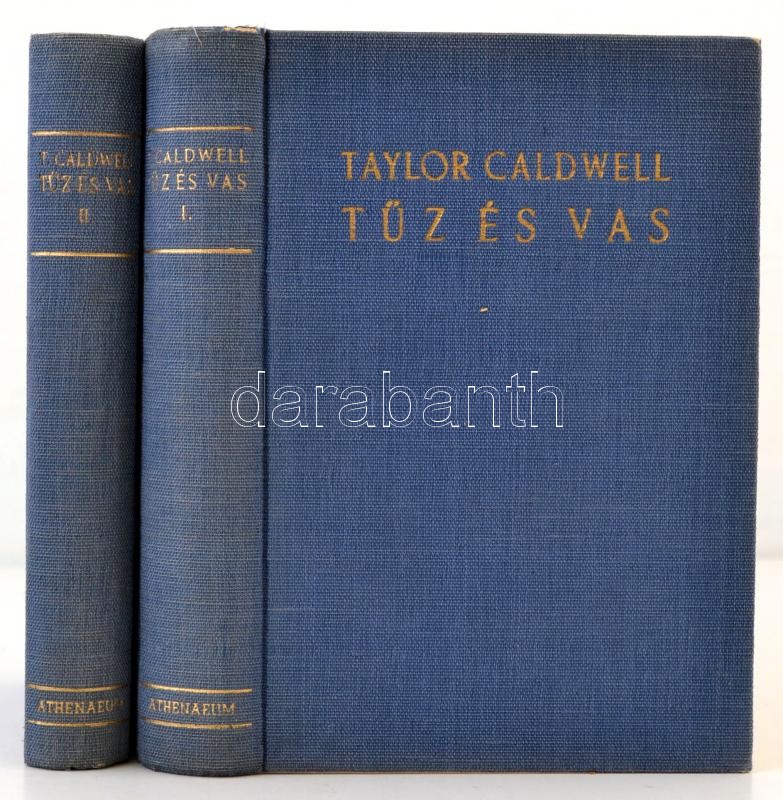 T. CALDWELL
TŰZ ÉS VAS
II.
CALDWELL
TŰZ ÉS VAS
I.
TAYLOR CALDWELL
TŰZ ÉS VAS
darabanth
ATHENAEUM
ATHENAEUM